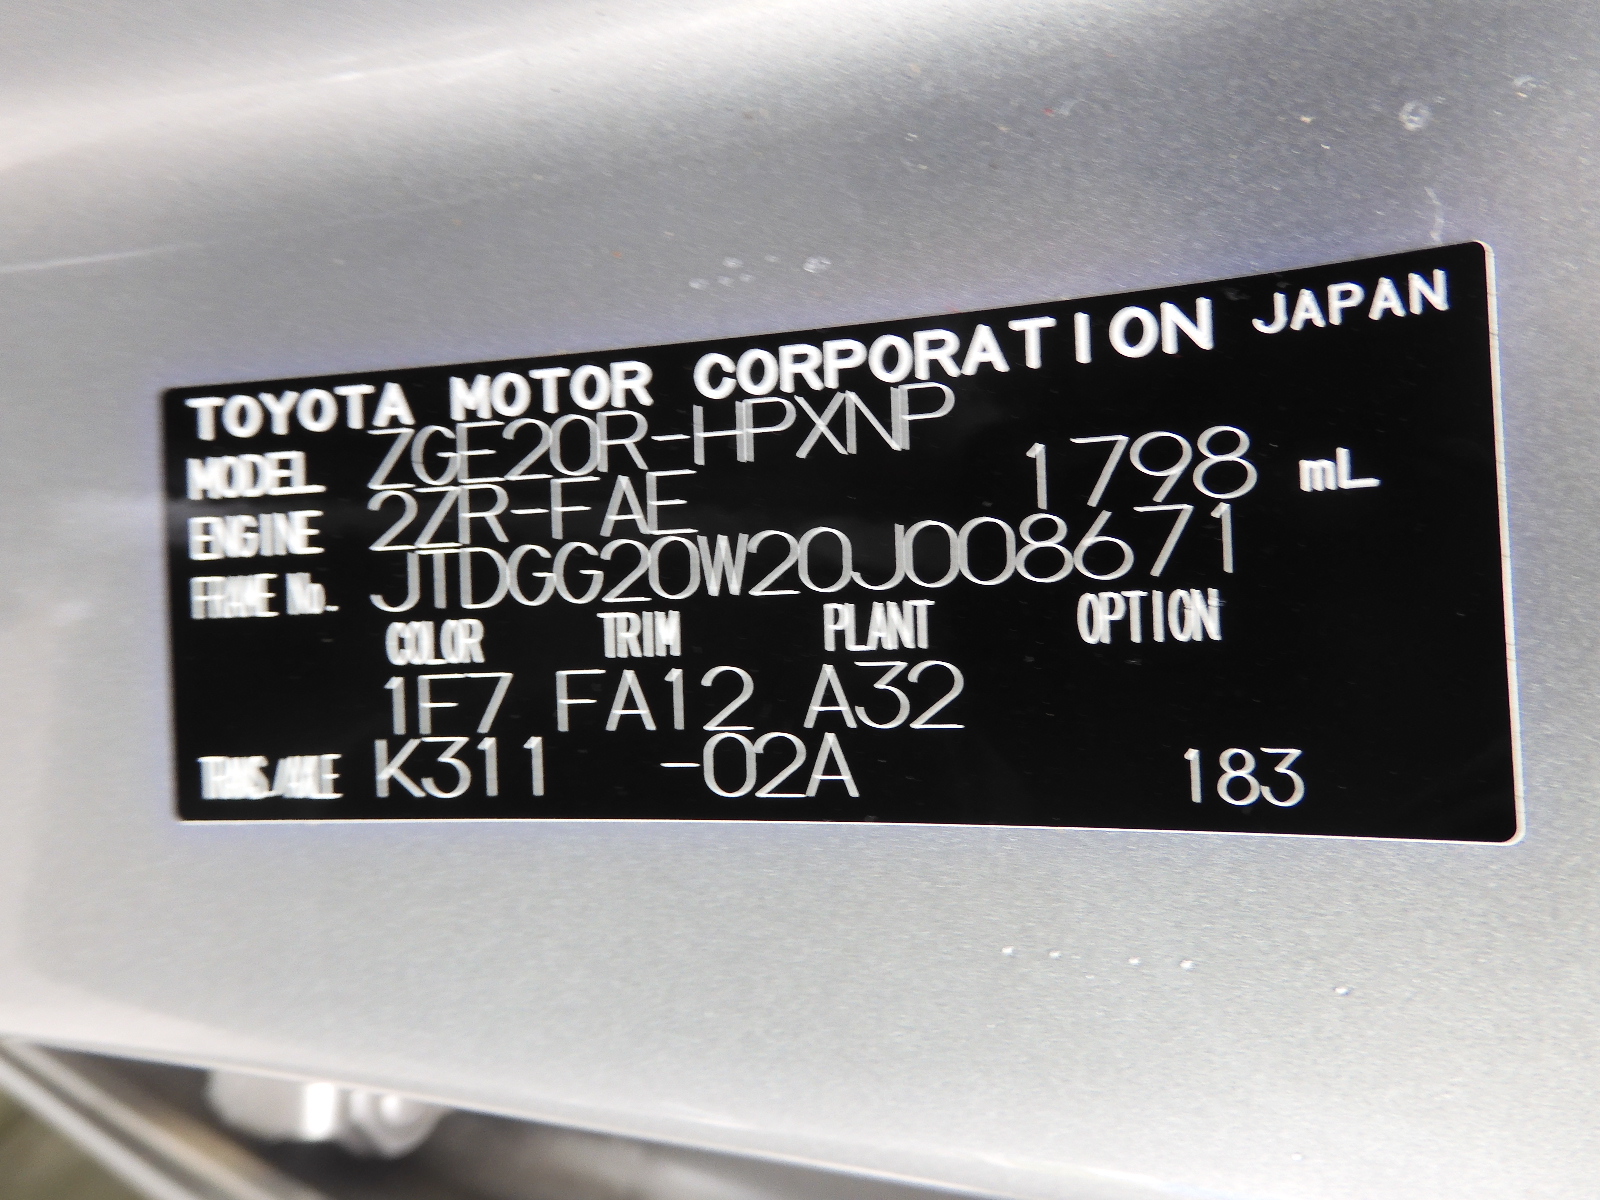 TOYOTA MOTOR CORPORATION JAPAN
MODEL ZGE20R-HPXNP
ENGINE 2ZR-FAE 1798 mL
FRAME No. JTDGG20W20J008671
COLOR TRIM PLANT OPTION
1F7 FA12 A32
TRANS./AXLE K311 -02A 183